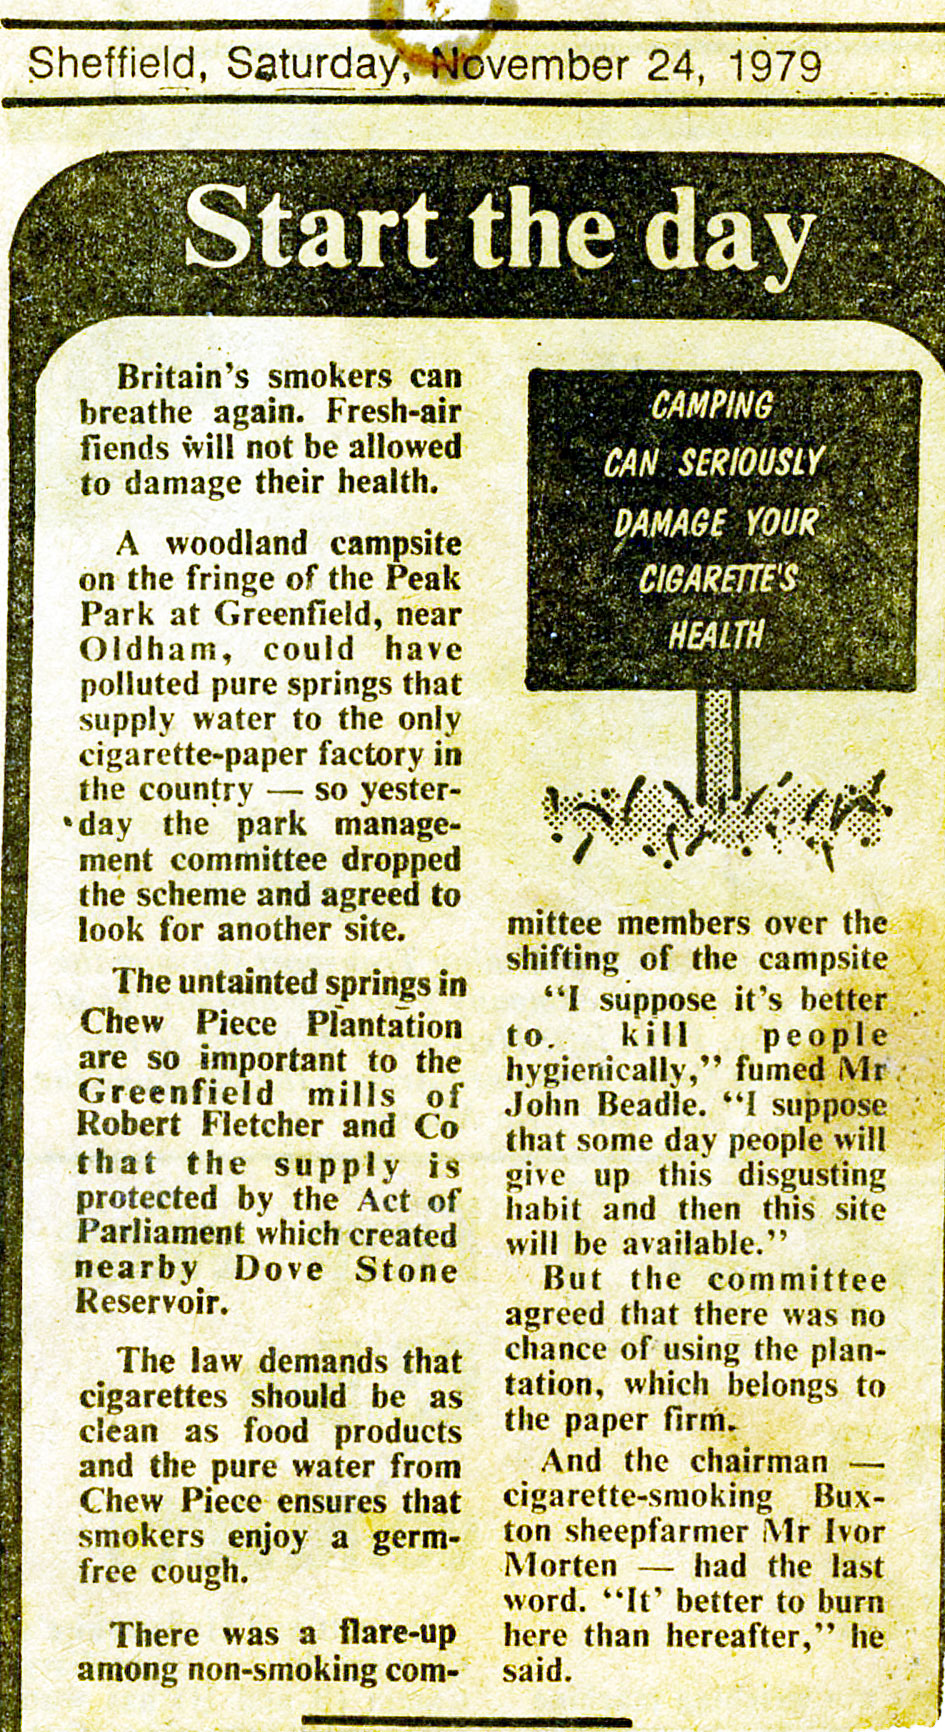 Sheffield, Saturday, November 24, 1979
Start the day
Britain's smokers can
breathe again. Fresh-air
fiends will not be allowed
to damage their health.
A woodland campsite
on the fringe of the Peak
Park at Greenfield, near
Oldham, could have
polluted pure springs that
supply water to the only
cigarette-paper factory in
the country — so yester-
day the park manage-
ment committee dropped
the scheme and agreed to
look for another site.
The untainted springs in
Chew Piece Plantation
are so important to the
Greenfield mills of
Robert Fletcher and Co
that the supply is
protected by the Act of
Parliament which created
nearby Dove Stone
Reservoir.
The law demands that
cigarettes should be as
clean as food products
and the pure water from
Chew Piece ensures that
smokers enjoy a germ-
free cough.
There was a flare-up
among non-smoking com-
CAMPING
CAN SERIOUSLY
DAMAGE YOUR
CIGARETTE'S
HEALTH
mittee members over the
shifting of the campsite
"I suppose it's better
to. kill people
hygienically," fumed Mr
John Beadle. "I suppose
that some day people will
give up this disgusting
habit and then this site
will be available."
But the committee
agreed that there was no
chance of using the plan-
tation, which belongs to
the paper firm.
And the chairman —
cigarette-smoking Bux-
ton sheepfarmer Mr Ivor
Morten — had the last
word. "It' better to burn
here than hereafter," he
said.